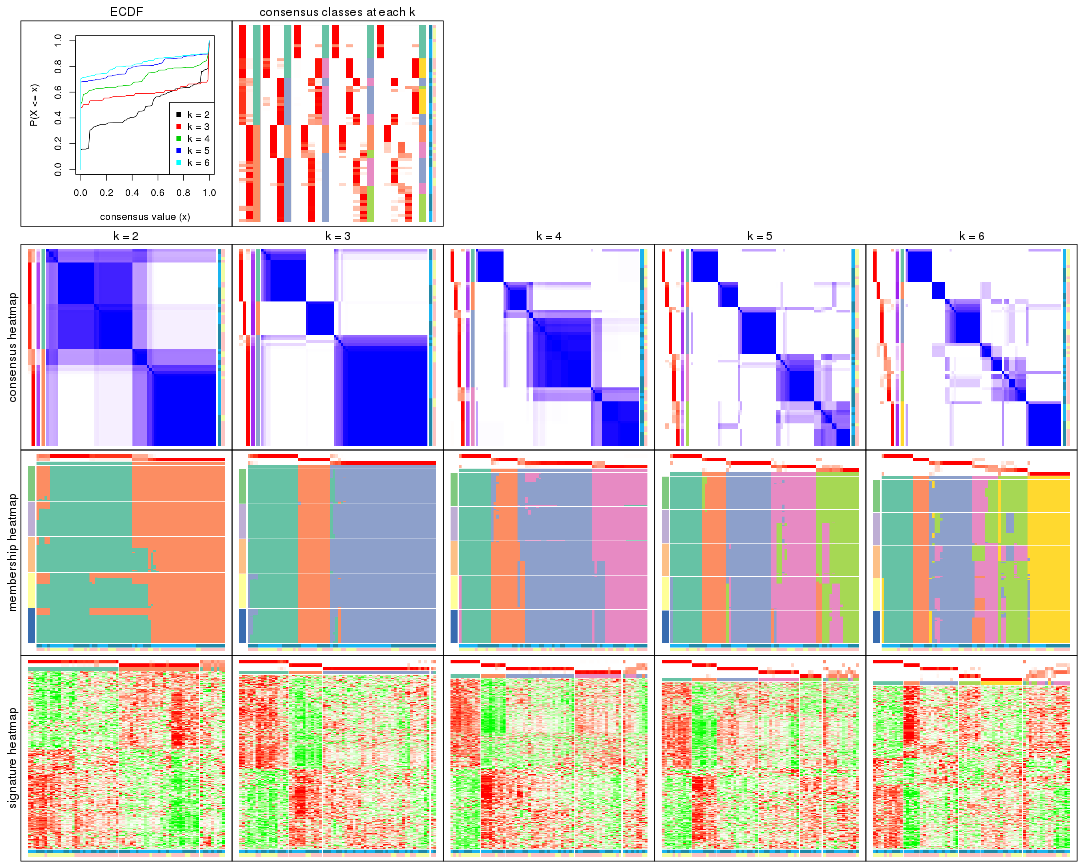 ECDF
consensus classes at each k
P(X <= x)
1.0
0.8
0.6
0.4
0.2
0.0
k = 2
k = 3
k = 4
k = 5
k = 6
0.0 0.2 0.4 0.6 0.8 1.0
consensus value (x)
k = 2
k = 3
k = 4
k = 5
k = 6
consensus heatmap
membership heatmap
signature heatmap